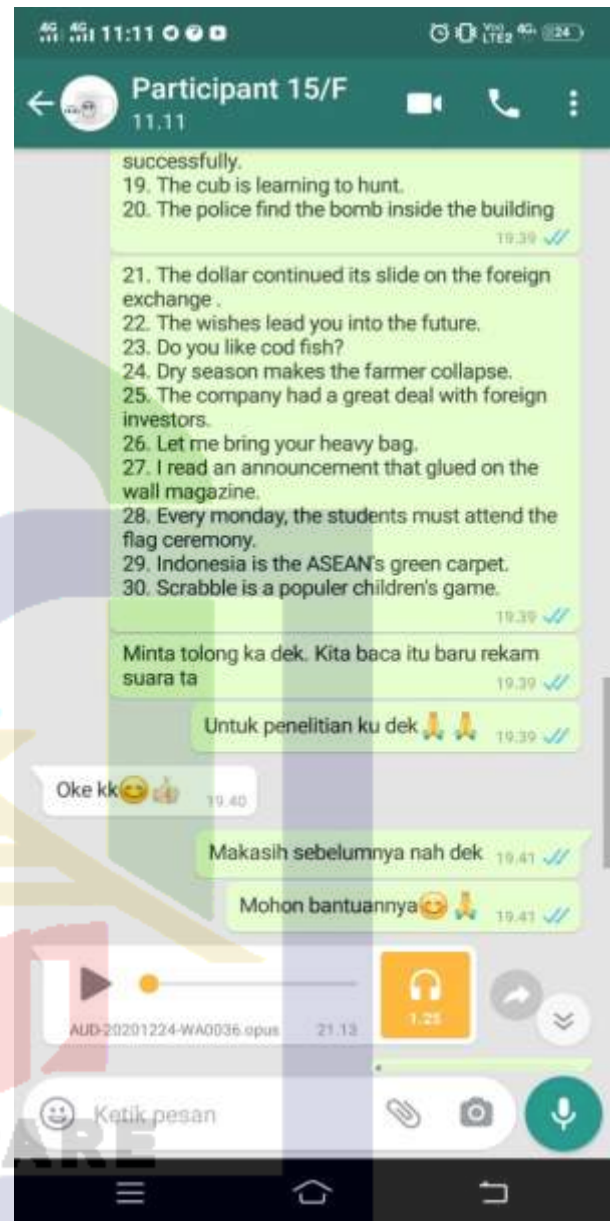 11:11
24
Participant 15/F
11.11
successfully.
19. The cub is learning to hunt.
20. The police find the bomb inside the building
19.39
21. The dollar continued its slide on the foreign
exchange .
22. The wishes lead you into the future.
23. Do you like cod fish?
24. Dry season makes the farmer collapse.
25. The company had a great deal with foreign
investors.
26. Let me bring your heavy bag.
27. I read an announcement that glued on the
wall magazine.
28. Every monday, the students must attend the
flag ceremony.
29. Indonesia is the ASEAN's green carpet.
30. Scrabble is a populer children's game.
19.39
Minta tolong ka dek. Kita baca itu baru rekam
suara ta
19.39
Untuk penelitian ku dek🙏🙏 19.39
Oke kk😊👍 19.40
Makasih sebelumnya nah dek 19.41
Mohon bantuannya😊🙏 19.41
1.25
AUD-20201224-WA0036.opus 21.13
Ketik pesan
ARE